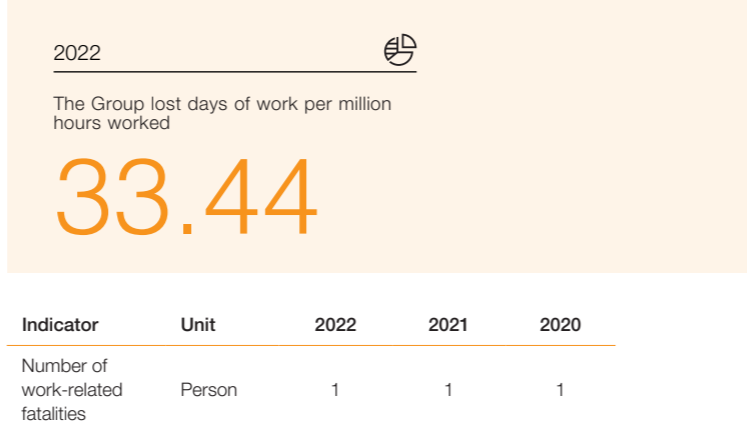 2022
The Group lost days of work per million
hours worked
33.44
Indicator Unit 2022 2021 2020
Number of
work-related
fatalities
Person 1 1 1